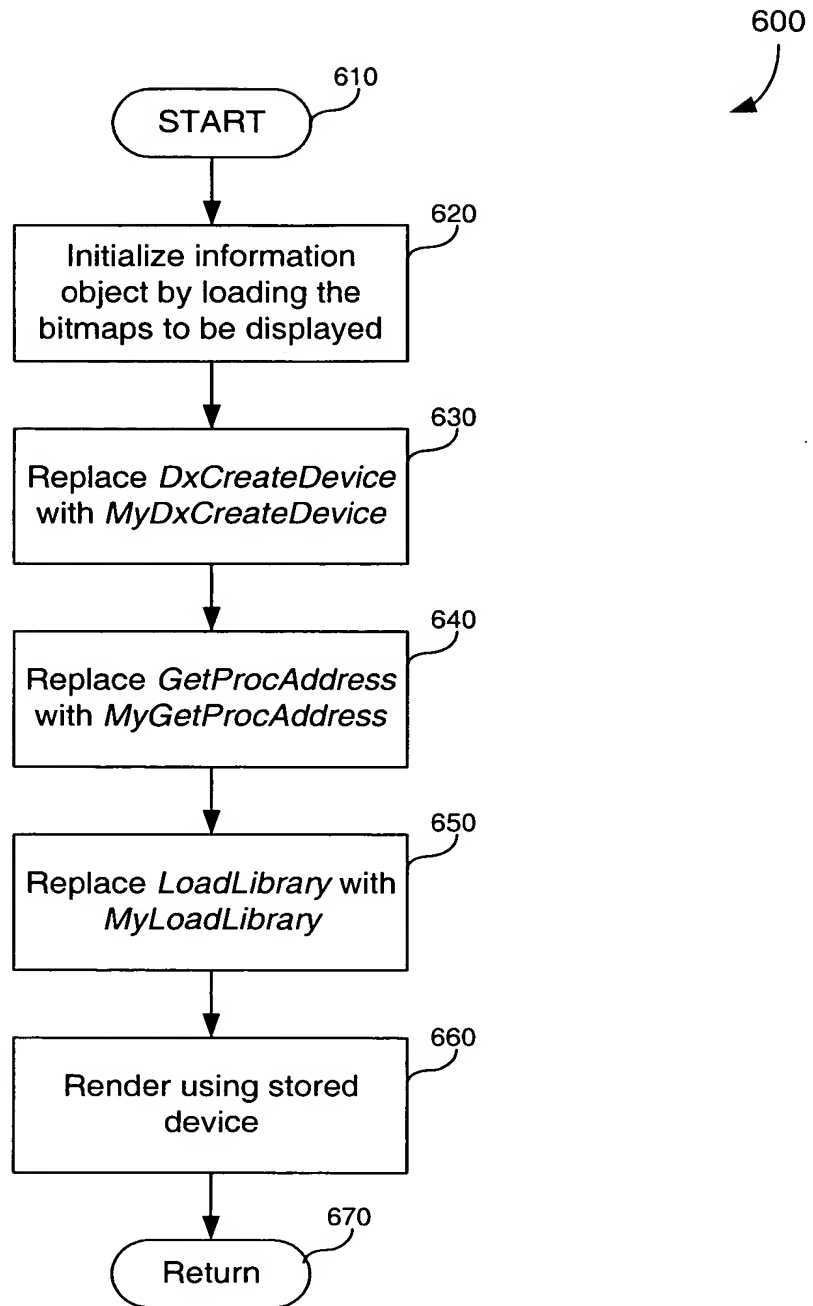 600
610
START
620
Initialize information
object by loading the
bitmaps to be displayed
630
Replace DxCreateDevice
with MyDxCreateDevice
640
Replace GetProcAddress
with MyGetProcAddress
650
Replace LoadLibrary with
MyLoadLibrary
660
Render using stored
device
670
Return